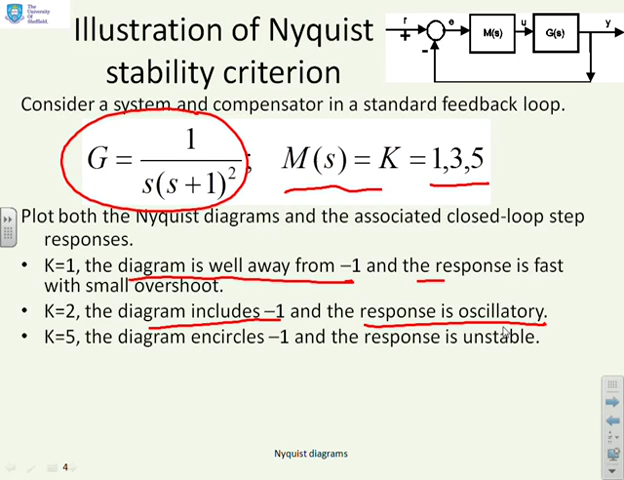 The University Of Sheffield.
Illustration of Nyquist
stability criterion
r e M(s) u G(s) y
+
-
Consider a system and compensator in a standard feedback loop.
G = 1 / s(s + 1)² ; M(s) = K = 1,3,5
Plot both the Nyquist diagrams and the associated closed-loop step
responses.
• K=1, the diagram is well away from –1 and the response is fast
with small overshoot.
• K=2, the diagram includes –1 and the response is oscillatory.
• K=5, the diagram encircles –1 and the response is unstable.
Nyquist diagrams
4